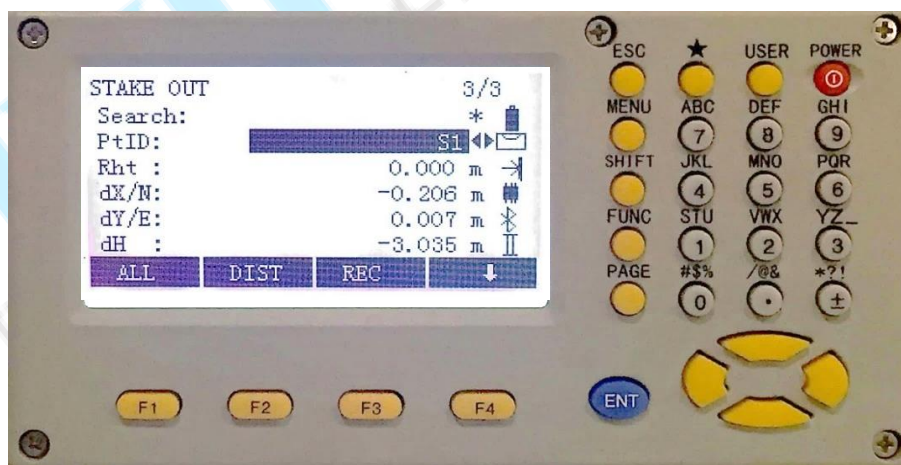 STAKE OUT 3/3
Search: *
PtID: S1
Rht : 0.000 m
dX/N: -0.206 m
dY/E: 0.007 m
dH : -3.035 m
ALL DIST REC
ESC ★ USER POWER
MENU ABC DEF GHI
7 8 9
SHIFT JKL MNO PQR
4 5 6
FUNC STU VWX YZ_
1 2 3
PAGE #$% /@& *?!
0 . ±
F1 F2 F3 F4 ENT